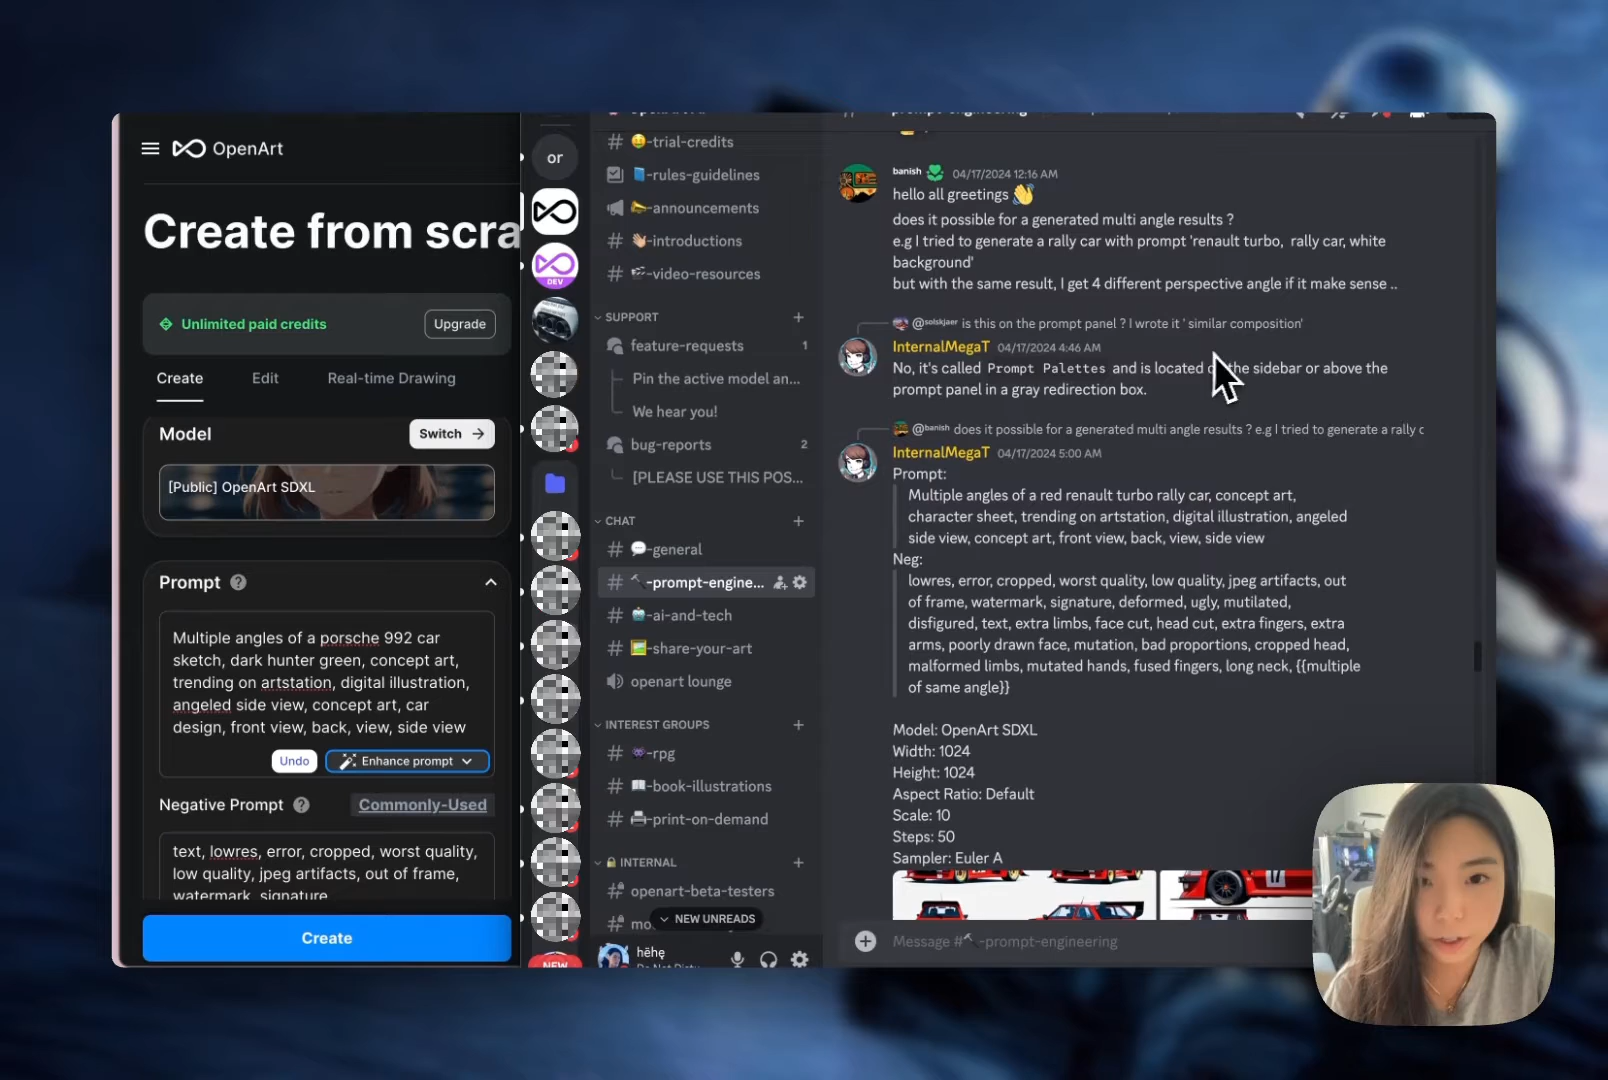 OpenArt
Create from scra
Unlimited paid credits
Upgrade
Create
Edit
Real-time Drawing
Model
Switch
[Public] OpenArt SDXL
Prompt
Multiple angles of a porsche 992 car
sketch, dark hunter green, concept art,
trending on artstation, digital illustration,
angeled side view, concept art, car
design, front view, back, view, side view
Undo
Enhance prompt
Negative Prompt
Commonly-Used
text, lowres, error, cropped, worst quality,
low quality, jpeg artifacts, out of frame,
watermark, signature
Create
or
DEV
NEW
# -trial-credits
-rules-guidelines
-announcements
# -introductions
# -video-resources
SUPPORT
feature-requests 1
Pin the active model an...
We hear you!
bug-reports 2
[PLEASE USE THIS POS...
CHAT
# -general
# -prompt-engine...
# -ai-and-tech
# -share-your-art
openart lounge
INTEREST GROUPS
# -rpg
# -book-illustrations
# -print-on-demand
INTERNAL
openart-beta-testers
mo
NEW UNREADS
hēhę
prompt-engineering
banish 04/17/2024 12:16 AM
hello all greetings 👋
does it possible for a generated multi angle results ?
e.g I tried to generate a rally car with prompt 'renault turbo, rally car, white
background'
but with the same result, I get 4 different perspective angle if it make sense ..
@solskjaer is this on the prompt panel ? I wrote it ' similar composition'
InternalMegaT 04/17/2024 4:46 AM
No, it's called Prompt Palettes and is located the sidebar or above the
prompt panel in a gray redirection box.
@banish does it possible for a generated multi angle results ? e.g I tried to generate a rally c
InternalMegaT 04/17/2024 5:00 AM
Prompt:
Multiple angles of a red renault turbo rally car, concept art,
character sheet, trending on artstation, digital illustration, angeled
side view, concept art, front view, back, view, side view
Neg:
lowres, error, cropped, worst quality, low quality, jpeg artifacts, out
of frame, watermark, signature, deformed, ugly, mutilated,
disfigured, text, extra limbs, face cut, head cut, extra fingers, extra
arms, poorly drawn face, mutation, bad proportions, cropped head,
malformed limbs, mutated hands, fused fingers, long neck, {{multiple
of same angle}}
Model: OpenArt SDXL
Width: 1024
Height: 1024
Aspect Ratio: Default
Scale: 10
Steps: 50
Sampler: Euler A
17
Message # -prompt-engineering